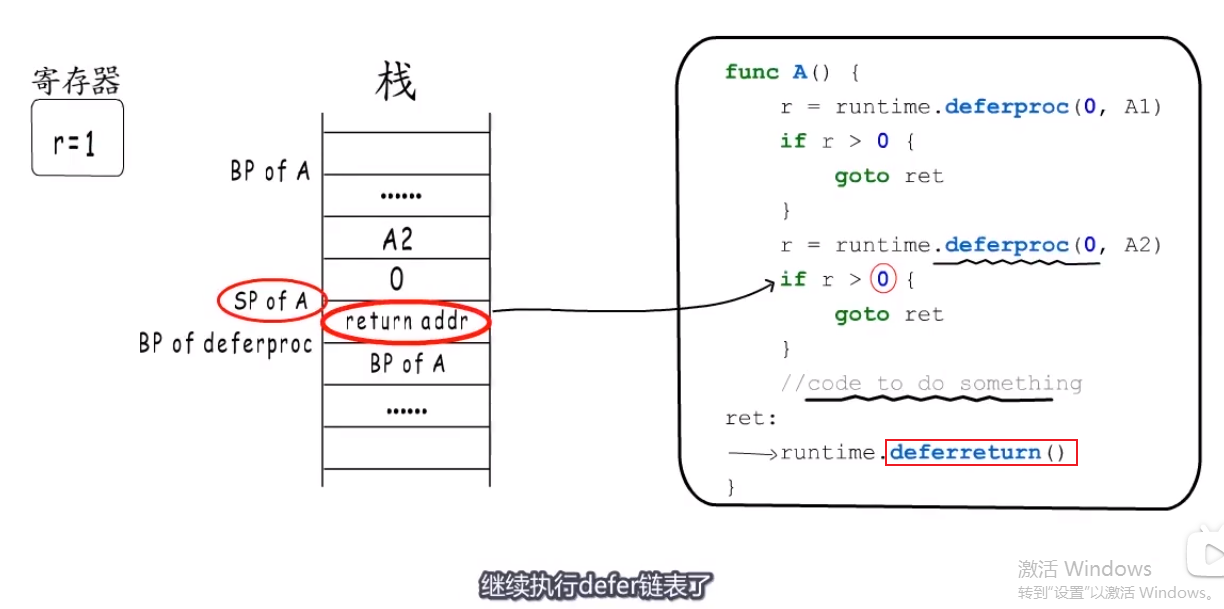 寄存器
r=1
栈
BP of A
......
A2
0
SP of A
return addr
BP of deferproc
BP of A
......
func A() {
r = runtime.deferproc(0, A1)
if r > 0 {
goto ret
}
r = runtime.deferproc(0, A2)
if r > 0 {
goto ret
}
//code to do something
ret:
runtime.deferreturn()
}
继续执行defer链表了
激活 Windows
转到"设置"以激活 Windows。